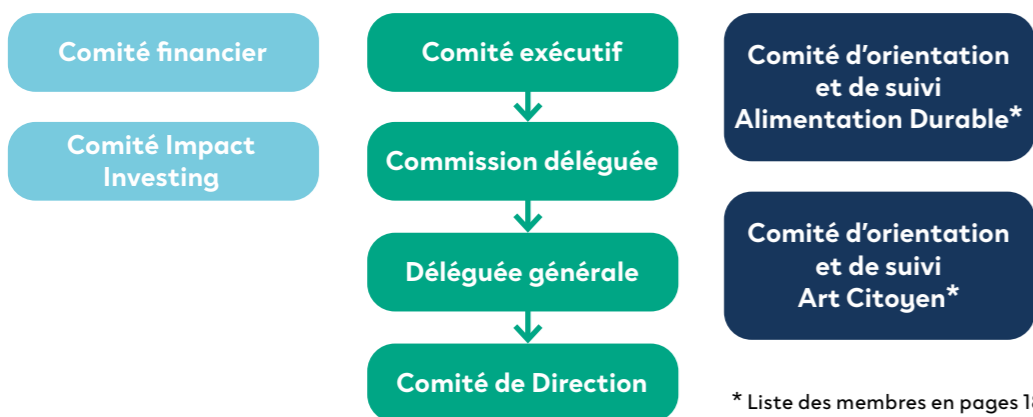 Comité financier
Comité Impact
Investing
Comité exécutif
Commission déléguée
Déléguée générale
Comité de Direction
Comité d'orientation
et de suivi
Alimentation Durable*
Comité d'orientation
et de suivi
Art Citoyen*
* Liste des membres en pages